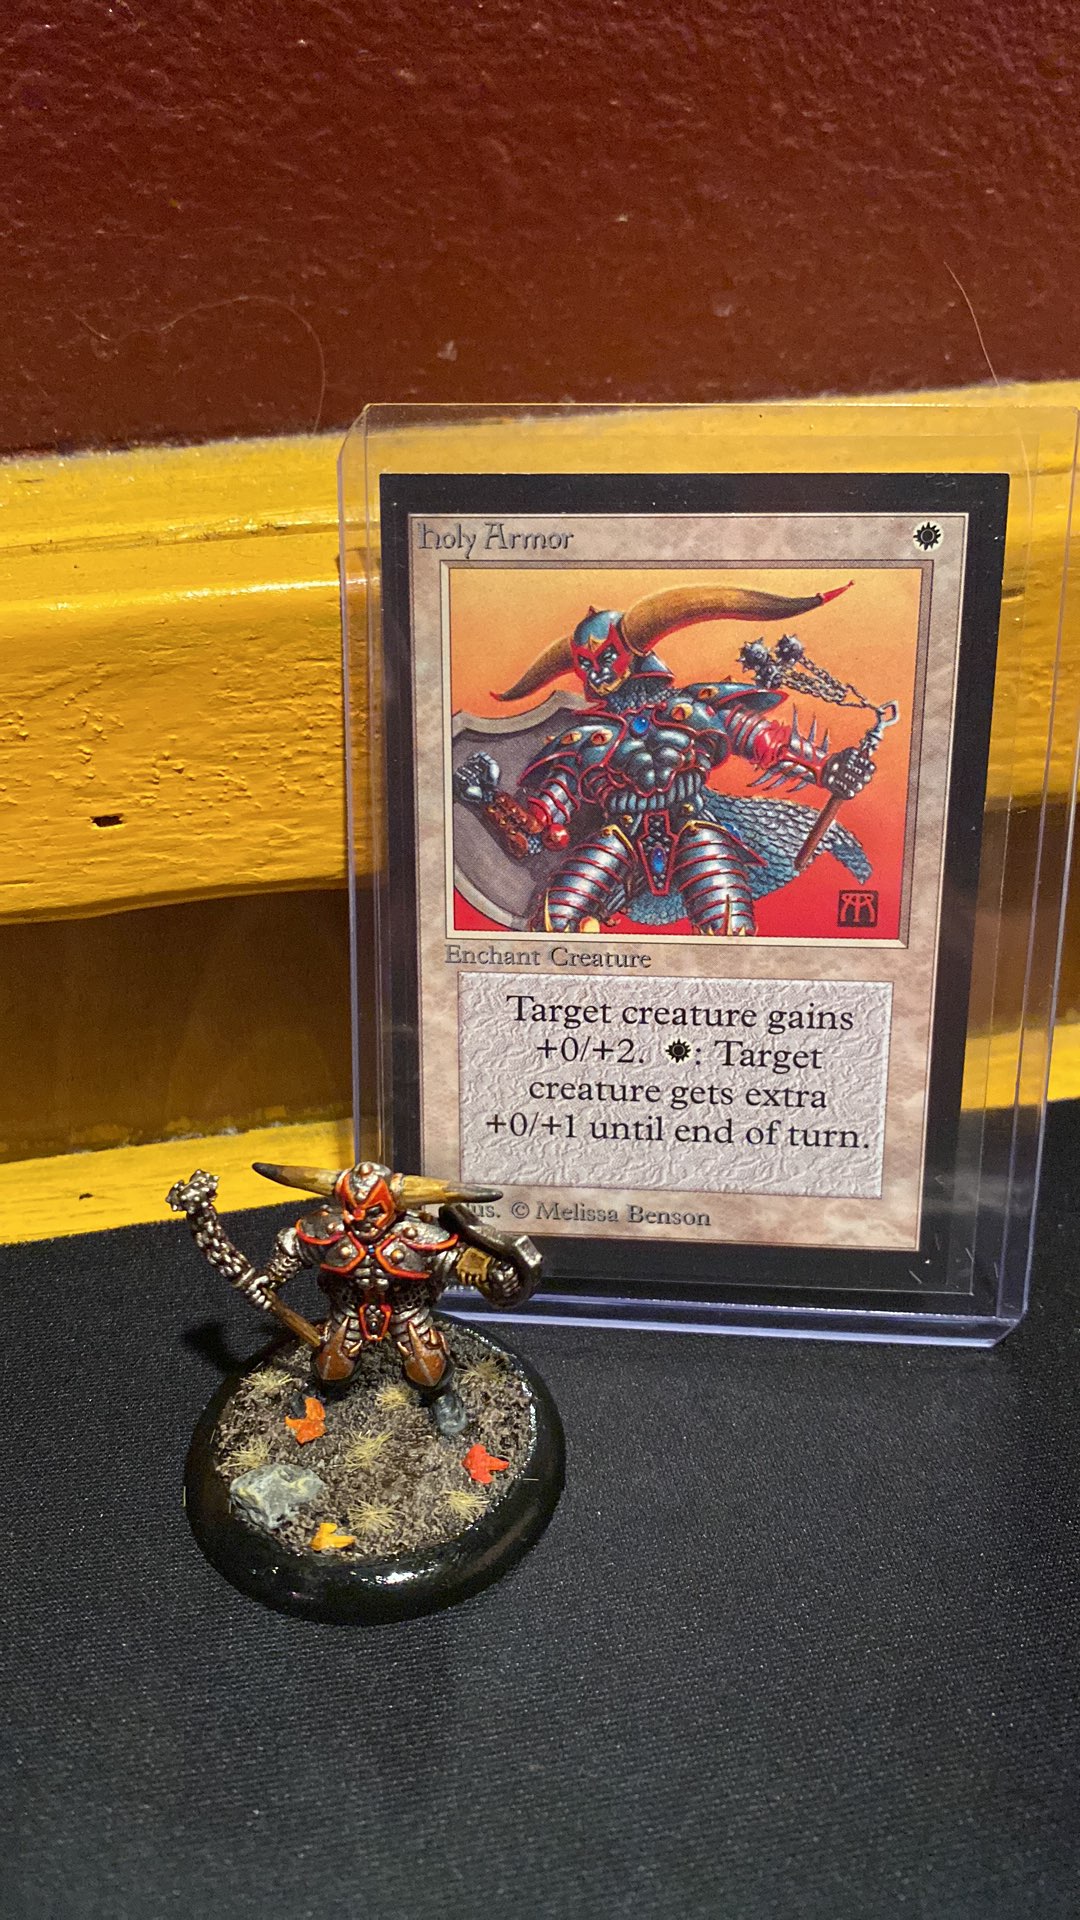 Holy Armor
Enchant Creature
Target creature gains
+0/+2. : Target
creature gets extra
+0/+1 until end of turn.
us. © Melissa Benson